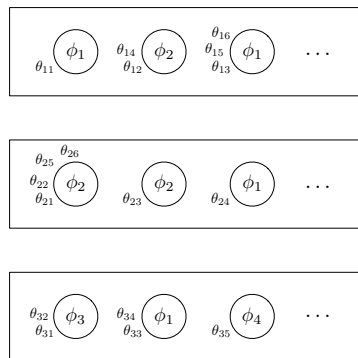 θ₁₆
θ₁₄ θ₁₅
ϕ₁ ϕ₂ ϕ₁ ⋯
θ₁₁ θ₁₂ θ₁₃
θ₂₆
θ₂₅
θ₂₂ ϕ₂ ϕ₂ ϕ₁ ⋯
θ₂₁ θ₂₃ θ₂₄
θ₃₂ ϕ₃ θ₃₄ ϕ₁ ϕ₄ ⋯
θ₃₁ θ₃₃ θ₃₅